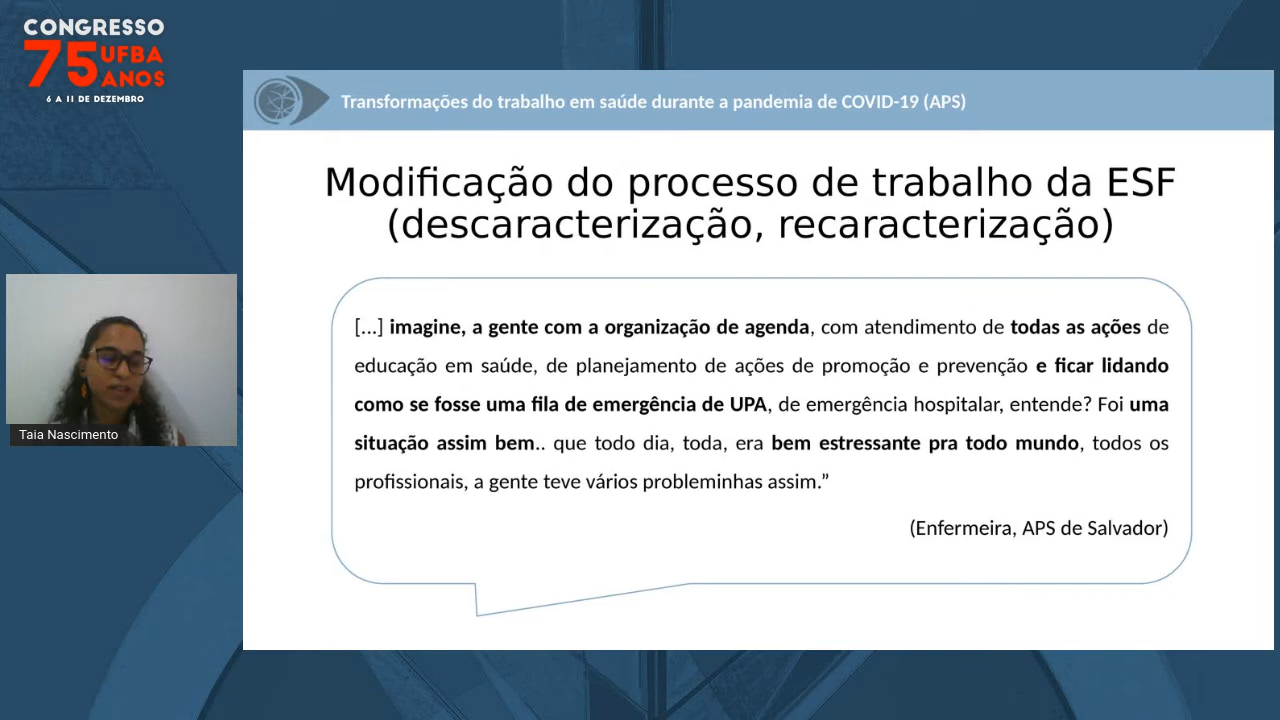 CONGRESSO
75 UFBA
ANOS
6 A 11 DE DEZEMBRO
Transformações do trabalho em saúde durante a pandemia de COVID-19 (APS)
Modificação do processo de trabalho da ESF
(descaracterização, recaracterização)
[...] imagine, a gente com a organização de agenda, com atendimento de todas as ações de
educação em saúde, de planejamento de ações de promoção e prevenção e ficar lidando
como se fosse uma fila de emergência de UPA, de emergência hospitalar, entende? Foi uma
situação assim bem.. que todo dia, toda, era bem estressante pra todo mundo, todos os
profissionais, a gente teve vários probleminhas assim.”
(Enfermeira, APS de Salvador)
Taia Nascimento